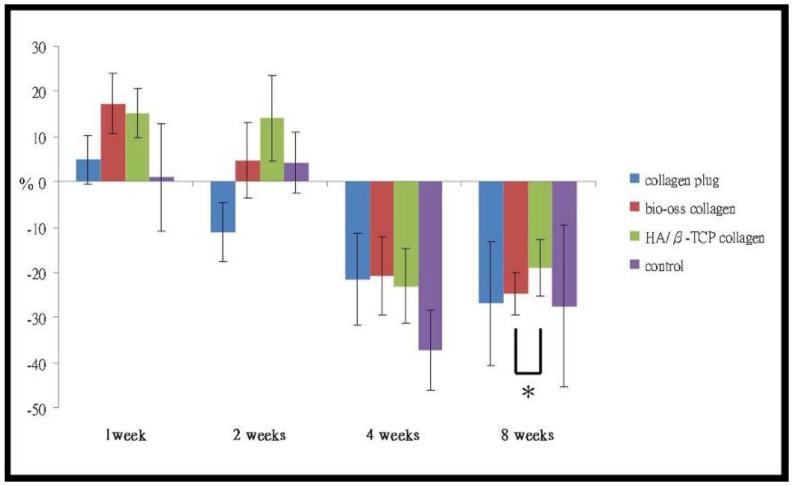 30
20
10
% 0
-10
-20
-30
-40
-50
1week
2 weeks
4 weeks
8 weeks
*
collagen plug
bio-oss collagen
HA/β-TCP collagen
control